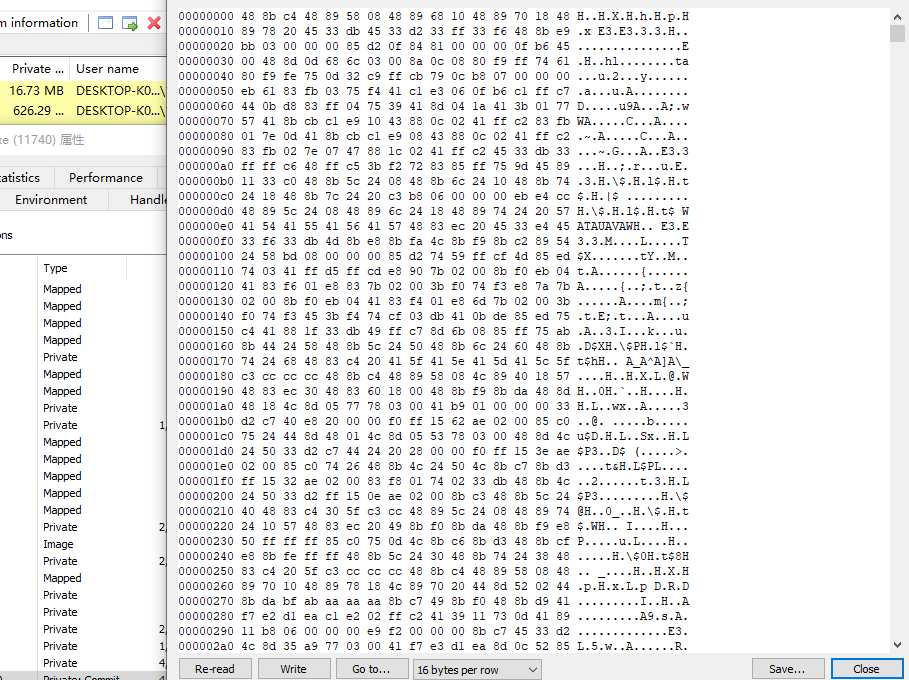 m information
Private ... User name
16.73 MB DESKTOP-K0...\
626.29 ... DESKTOP-K0...\
xe (11740) 属性
tatistics Performance
Environment Handle
ons
Type
Mapped
Mapped
Mapped
Mapped
Private
Mapped
Mapped
Private
Private 1,
Mapped
Mapped
Mapped
Mapped
Mapped
Private 2,
Image
Private 2,
Mapped
Private
Private
Private 2,
Private 1,
Private 4,
Private: Commit 4
00000000 48 8b c4 48 89 58 08 48 89 68 10 48 89 70 18 48 H..HXHhHpH
00000010 89 78 20 45 33 db 45 33 d2 33 ff 33 f6 48 8b e9 .x E3.E3.3.3.H..
00000020 bb 03 00 00 00 85 d2 0f 84 81 00 00 00 0f b6 45 ...............E
00000030 00 48 8d 0d 68 6c 03 00 8a 0c 08 80 f9 ff 74 61 .H..hl........ta
00000040 80 f9 fe 75 0d 32 c9 ff cb 79 0c b8 07 00 00 00 ...u.2...y......
00000050 eb 61 83 fb 03 75 f4 41 c1 e3 06 0f b6 c1 ff c7 .a...u.A........
00000060 44 0b d8 83 ff 04 75 39 41 8d 04 1a 41 3b 01 77 D.....u9A...A;.w
00000070 57 41 8b cb c1 e9 10 43 88 0c 02 41 ff c2 83 fb WA.....C...A....
00000080 01 7e 0d 41 8b cb c1 e9 08 43 88 0c 02 41 ff c2 .~.A.....C...A..
00000090 83 fb 02 7e 07 47 88 1c 02 41 ff c2 45 33 db 33 ...~.G...A..E3.3
000000a0 ff ff c6 48 ff c5 3b f2 72 83 85 ff 75 9d 45 89 ...H..;.r...u.E.
000000b0 11 33 c0 48 8b 5c 24 08 48 8b 6c 24 10 48 8b 74 .3.H.\$.H.l$.H.t
000000c0 24 18 48 8b 7c 24 20 c3 b8 06 00 00 00 eb e4 cc $.H.|$ .........
000000d0 48 89 5c 24 08 48 89 6c 24 18 48 89 74 24 20 57 H.\$.H.l$.H.t$ W
000000e0 41 54 41 55 41 56 41 57 48 83 ec 20 45 33 e4 45 ATAUAVAWH.. E3.E
000000f0 33 f6 33 db 4d 8b e8 8b fa 4c 8b f9 8b c2 89 54 3.3.M....L.....T
00000100 24 58 bd 08 00 00 00 85 d2 74 59 ff cf 4d 85 ed $X.......tY..M..
00000110 74 03 41 ff d5 ff cd e8 90 7b 02 00 8b f0 eb 04 t.A......{......
00000120 41 83 f6 01 e8 83 7b 02 00 3b f0 74 f3 e8 7a 7b A.....{..;.t..z{
00000130 02 00 8b f0 eb 04 41 83 f4 01 e8 6d 7b 02 00 3b ......A....m{..;
00000140 f0 74 f3 45 3b f4 74 cf 03 db 41 0b de 85 ed 75 .t.E;.t...A....u
00000150 c4 41 88 1f 33 db 49 ff c7 8d 6b 08 85 ff 75 ab .A..3.I...k...u.
00000160 8b 44 24 58 48 8b 5c 24 50 48 8b 6c 24 60 48 8b .D$XH.\$PH.l$`H.
00000170 74 24 68 48 83 c4 20 41 5f 41 5e 41 5d 41 5c 5f t$hH.. A_A^A]A\_
00000180 c3 cc cc cc cc 48 8b c4 48 89 58 08 4c 89 40 18 57 ....H..H.X.L.@.W
00000190 48 83 ec 30 48 83 60 18 00 48 8b f9 8b da 48 8d H..0H.`..H....H.
000001a0 48 18 4c 8d 05 77 78 03 00 41 b9 01 00 00 00 33 H.L..wx..A.....3
000001b0 d2 c7 40 e8 20 00 00 f0 ff 15 62 ae 02 00 85 c0 ..@. .....b.....
000001c0 75 24 44 8d 48 01 4c 8d 05 53 78 03 00 48 8d 4c u$D.H.L..Sx..H.L
000001d0 24 50 33 d2 c7 44 24 20 28 00 00 f0 ff 15 3e ae $P3..D$ (.....>.
000001e0 02 00 85 c0 74 26 48 8b 4c 24 50 4c 8b c7 8b d3 ....t&H.L$PL....
000001f0 ff 15 32 ae 02 00 83 f8 01 74 02 33 db 48 8b 4c ..2......t.3.H.L
00000200 24 50 33 d2 ff 15 0e ae 02 00 8b c3 48 8b 5c 24 $P3.........H.\$
00000210 40 48 83 c4 30 5f c3 cc 48 89 5c 24 08 48 89 74 @H..0_..H.\$.H.t
00000220 24 10 57 48 83 ec 20 49 8b f0 8b da 48 8b f9 e8 $.WH.. I....H...
00000230 50 ff ff ff 85 c0 75 0d 4c 8b c6 8b d3 48 8b cf P.....u.L....H..
00000240 e8 8b fe ff ff 48 8b 5c 24 30 48 8b 74 24 38 48 .....H.\$0H.t$8H
00000250 83 c4 20 5f c3 cc cc cc 48 8b c4 48 89 58 08 48 .. _....H..H.X.H
00000260 89 70 10 48 89 78 18 4c 89 70 20 44 8d 52 02 44 .p.H.x.L.p D.R.D
00000270 8b da bf ab aa aa aa 8b c7 49 8b f0 48 8b d9 41 .........I..H..A
00000280 f7 e2 d1 ea c1 e2 02 ff c2 41 39 11 73 0d 41 89 .........A9.s.A.
00000290 11 b8 06 00 00 00 e9 f2 00 00 00 8b c7 45 33 d2 .............E3.
000002a0 4c 8d 35 a9 77 03 00 41 f7 e3 d1 ea 8d 0c 52 85 L.5.w..A......R.
Re-read Write Go to... 16 bytes per row Save... Close